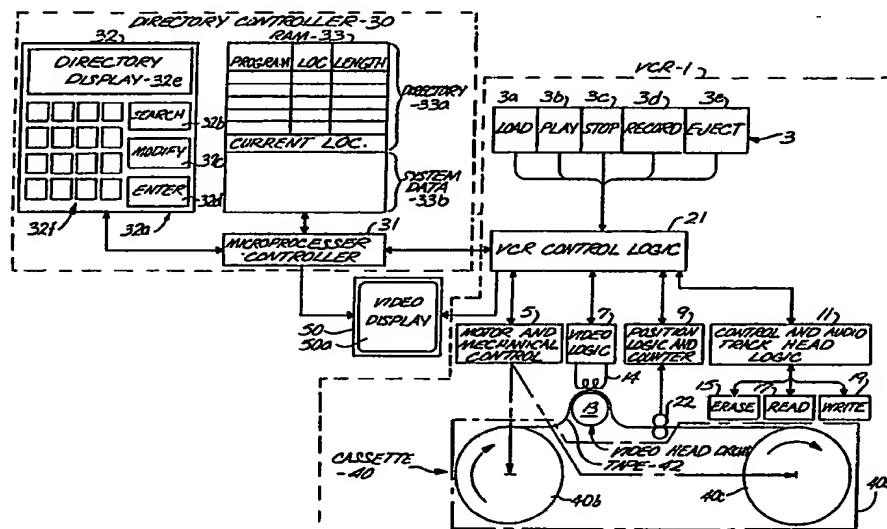 DIRECTORY CONTROLLER-30
32
RAM-33
DIRECTORY
DISPLAY-32e
PROGRAM LOC LENGTH
DIRECTORY
-33a
CURRENT LOC.
SYSTEM
DATA-33b
SEARCH
32b
MODIFY
32c
ENTER
32d
32f
32a
31
MICROPROCESSER
CONTROLLER
VCR-1
3a 3b 3c 3d 3e
LOAD PLAY STOP RECORD EJECT
3
21
VCR CONTROL LOGIC
VIDEO
DISPLAY
50
50a
5
MOTOR AND
MECHANICAL
CONTROL
7
VIDEO
LOGIC
9
POSITION
LOGIC AND
COUNTER
11
CONTROL AND AUDIO
TRACK HEAD
LOGIC
14
15 17 19
ERASE READ WRITE
13
22
VIDEO HEAD DRUM
TAPE-42
CASSETTE
-40
40b
40c
40a